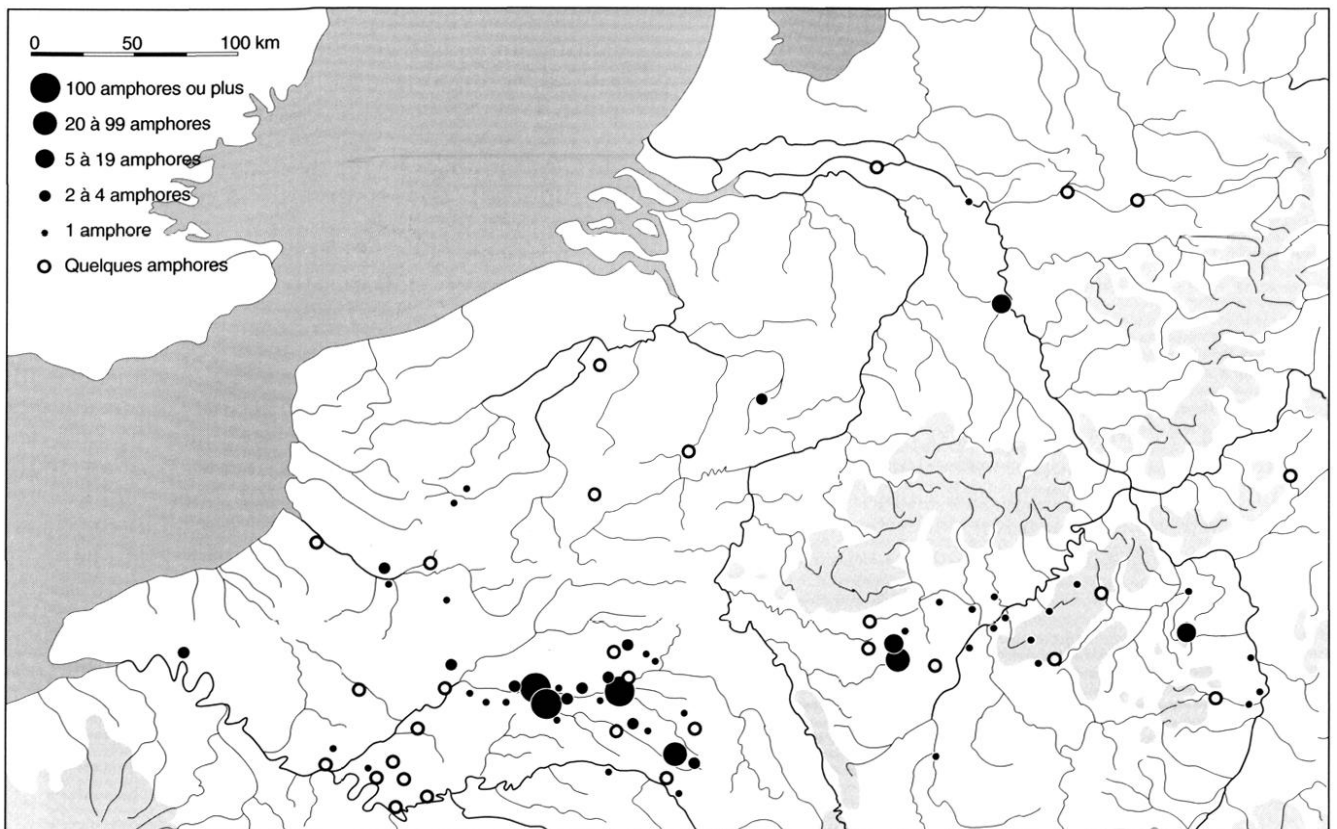 0 50 100 km
100 amphores ou plus
20 à 99 amphores
5 à 19 amphores
2 à 4 amphores
1 amphore
Quelques amphores